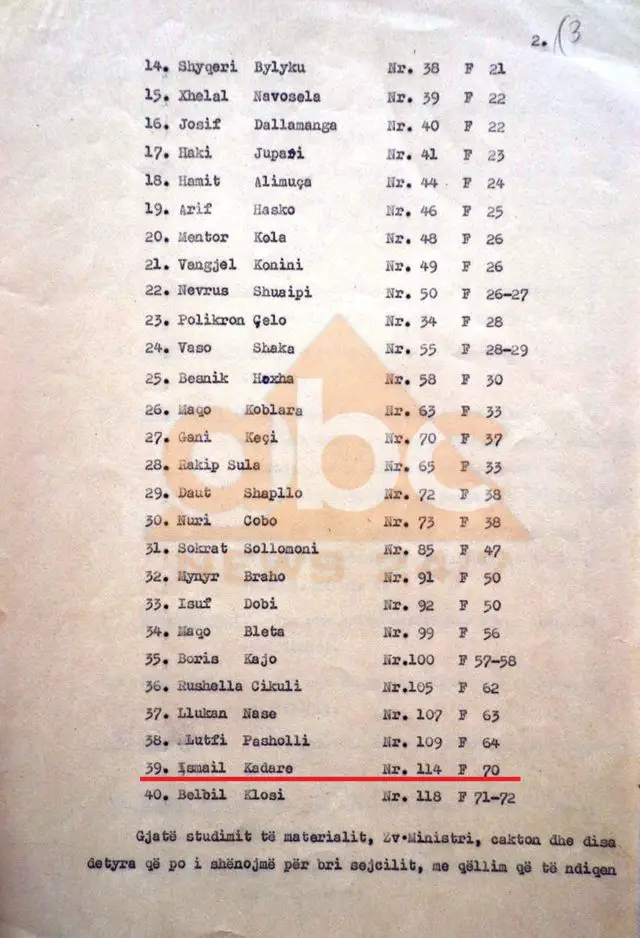 2. 13
14. Shyqeri Bylyku Nr. 38 F 21
15. Xhelal Navosela Nr. 39 F 22
16. Josif Dallamanga Nr. 40 F 22
17. Haki Jupasi Nr. 41 F 23
18. Hamit Alimuça Nr. 44 F 24
19. Arif Hasko Nr. 46 F 25
20. Mentor Kola Nr. 48 F 26
21. Vangjel Konini Nr. 49 F 26
22. Nevrus Shuaipi Nr. 50 F 26-27
23. Polikron Çelo Nr. 34 F 28
24. Vaso Shaka Nr. 55 F 28-29
25. Besnik Hoxha Nr. 58 F 30
26. Maqo Koblara Nr. 63 F 33
27. Gani Keçi Nr. 70 F 37
28. Rakip Sula Nr. 65 F 33
29. Daut Shapllo Nr. 72 F 38
30. Nuri Cobo Nr. 73 F 38
31. Sokrat Sollomoni Nr. 85 F 47
32. Mynyr Braho Nr. 91 F 50
33. Isuf Dobi Nr. 92 F 50
34. Maqo Bleta Nr. 99 F 56
35. Boris Kajo Nr.100 F 57-58
36. Rushella Cikuli Nr.105 F 62
37. Llukan Nase Nr. 107 F 63
38. Lutfi Pasholli Nr. 109 F 64
39. Ismail Kadare Nr. 114 F 70
40. Belbil Klosi Nr. 118 F 71-72
Gjatë studimit të materialit, Zv.Ministri, cakton dhe disa
detyra që po i shënojmë për bri sejcilit, me qëllim që të ndiqen
abc
NEWS 24/7